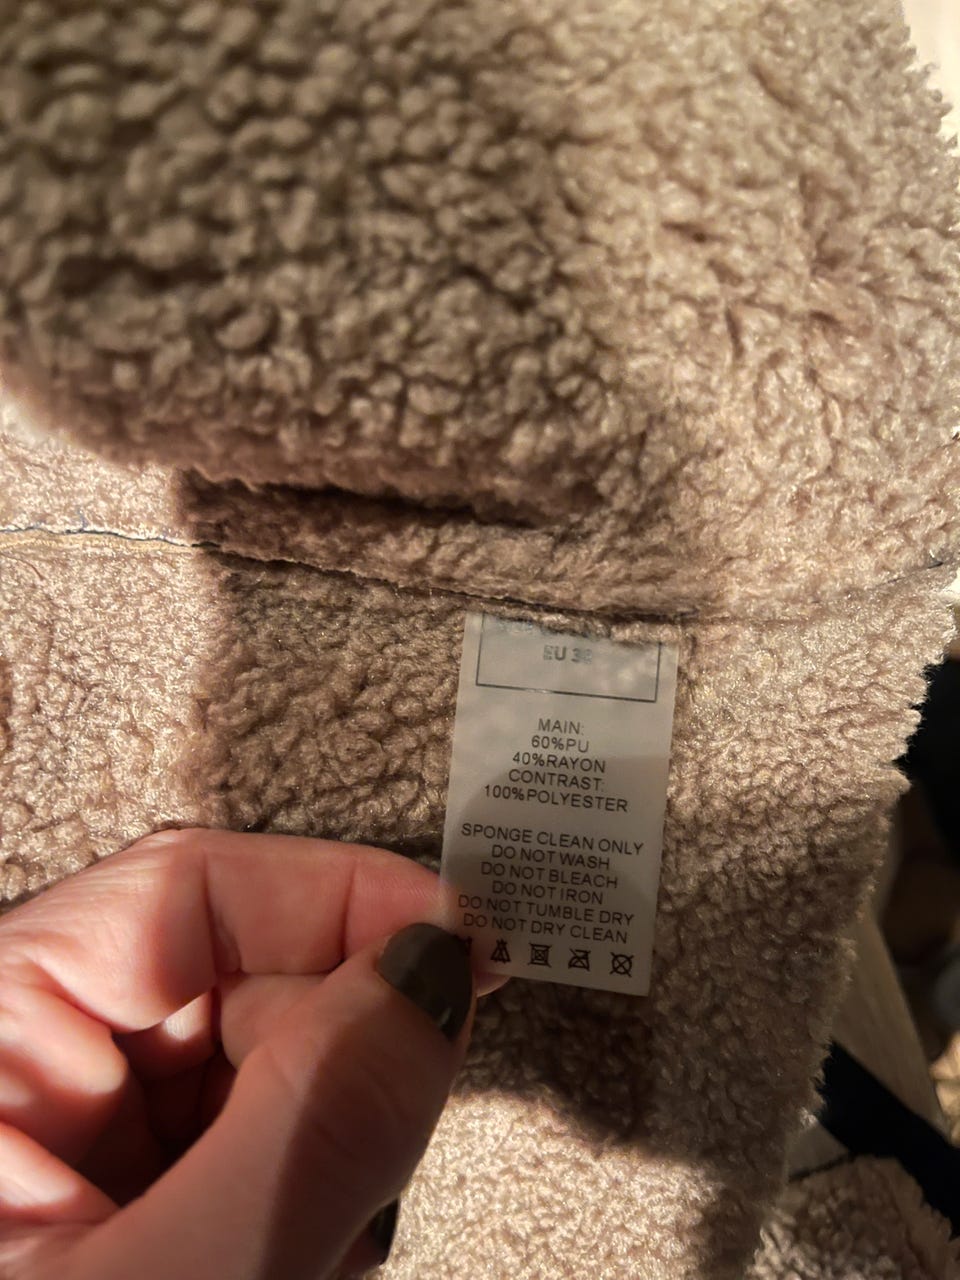 EU 38
MAIN:
60%PU
40%RAYON
CONTRAST:
100%POLYESTER
SPONGE CLEAN ONLY
DO NOT WASH
DO NOT BLEACH
DO NOT IRON
DO NOT TUMBLE DRY
DO NOT DRY CLEAN